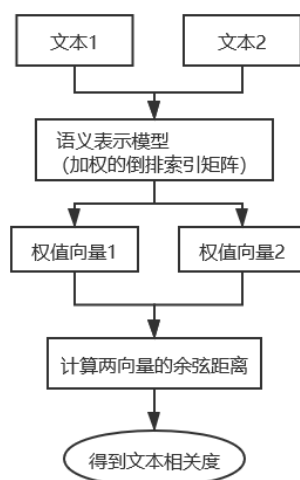 文本1
文本2
语义表示模型
（加权的倒排索引矩阵）
权值向量1
权值向量2
计算两向量的余弦距离
得到文本相关度